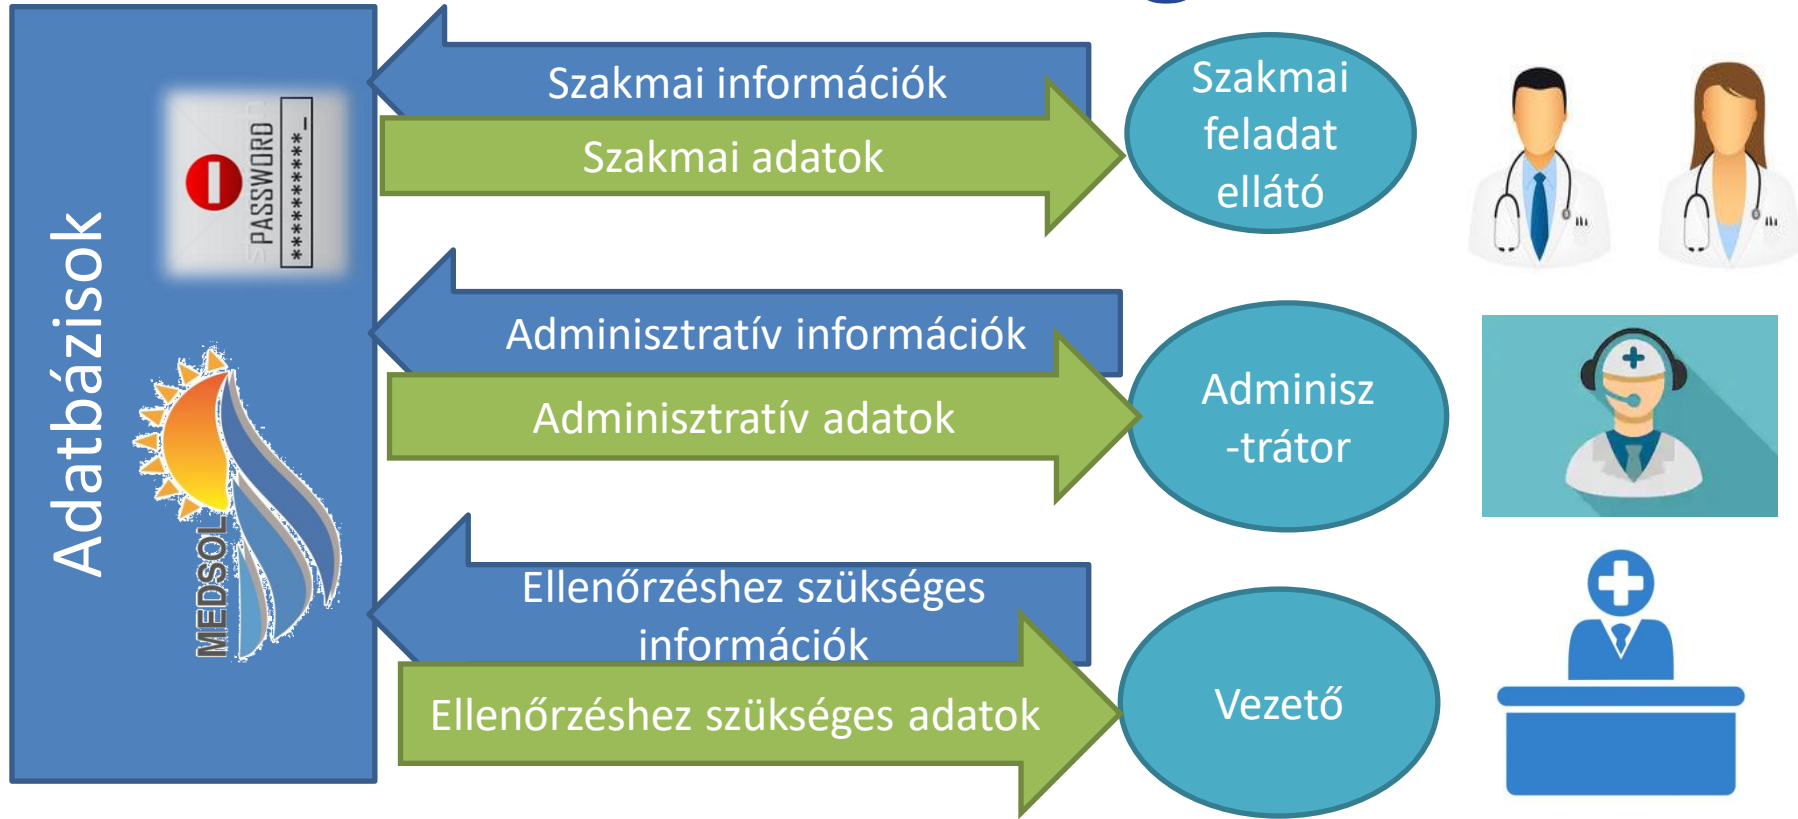 Adatbázisok
PASSWORD
**********_
MEDSOL
Szakmai információk
Szakmai adatok
Szakmai
feladat
ellátó
Adminisztratív információk
Adminisztratív adatok
Adminisz
-trátor
Ellenőrzéshez szükséges
információk
Ellenőrzéshez szükséges adatok
Vezető